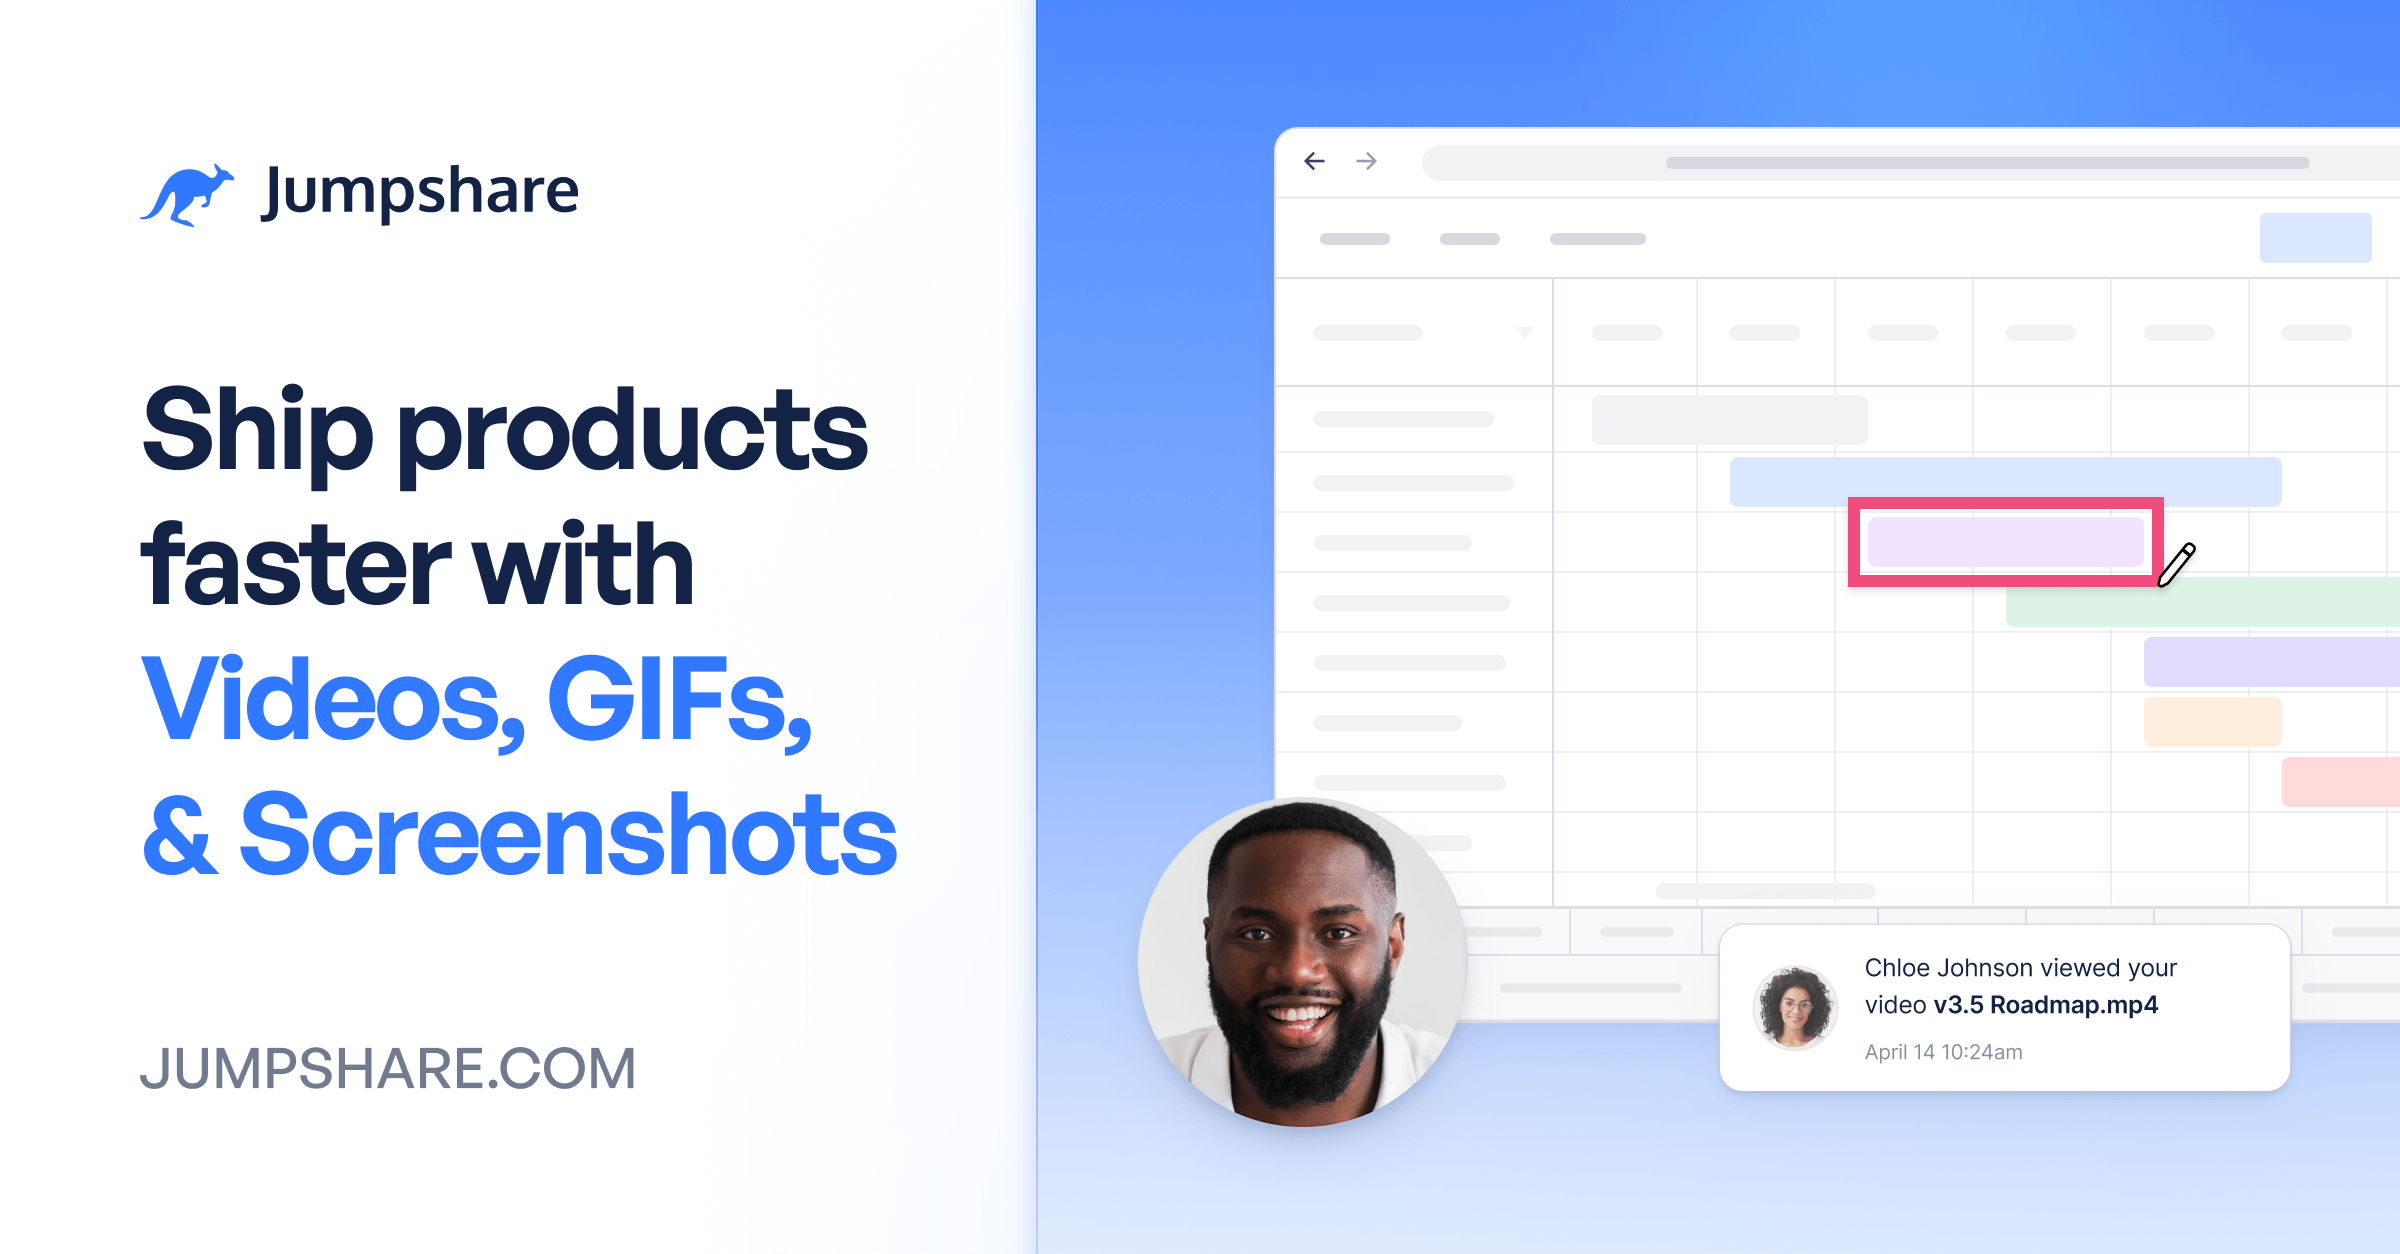 Jumpshare
Ship products
faster with
Videos, GIFs,
& Screenshots
JUMPSHARE.COM
Chloe Johnson viewed your
video v3.5 Roadmap.mp4
April 14 10:24am